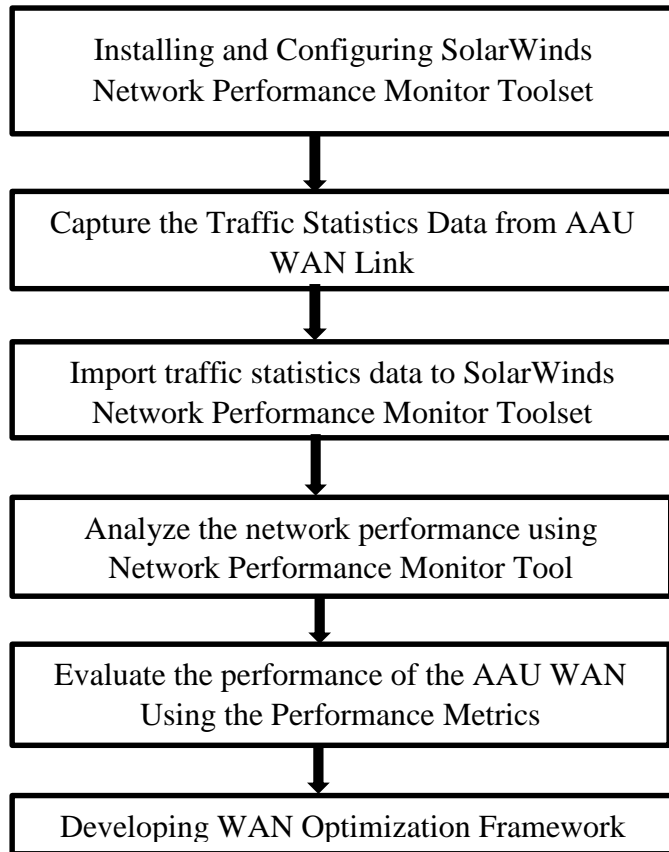 Installing and Configuring SolarWinds
Network Performance Monitor Toolset
Capture the Traffic Statistics Data from AAU
WAN Link
Import traffic statistics data to SolarWinds
Network Performance Monitor Toolset
Analyze the network performance using
Network Performance Monitor Tool
Evaluate the performance of the AAU WAN
Using the Performance Metrics
Developing WAN Optimization Framework